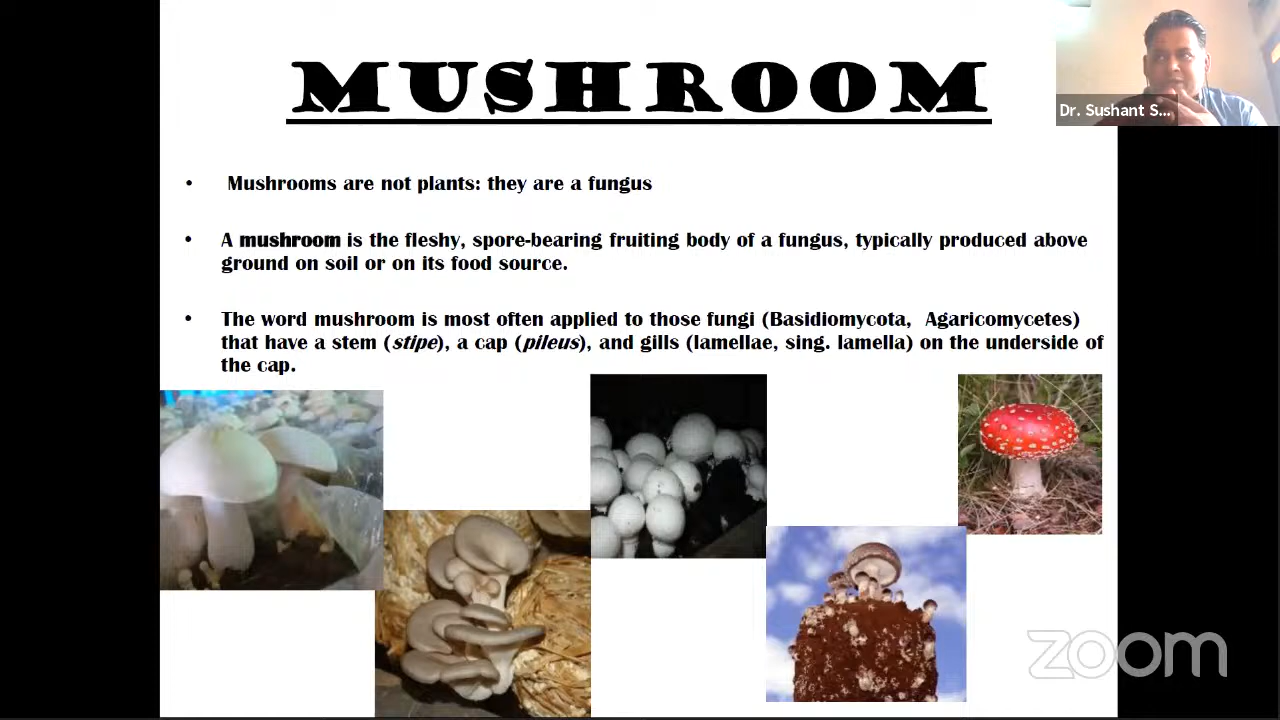 MUSHROOM
Dr. Sushant S...
• Mushrooms are not plants: they are a fungus
• A mushroom is the fleshy, spore-bearing fruiting body of a fungus, typically produced above
ground on soil or on its food source.
• The word mushroom is most often applied to those fungi (Basidiomycota, Agaricomycetes)
that have a stem (stipe), a cap (pileus), and gills (lamellae, sing. lamella) on the underside of
the cap.
zoom